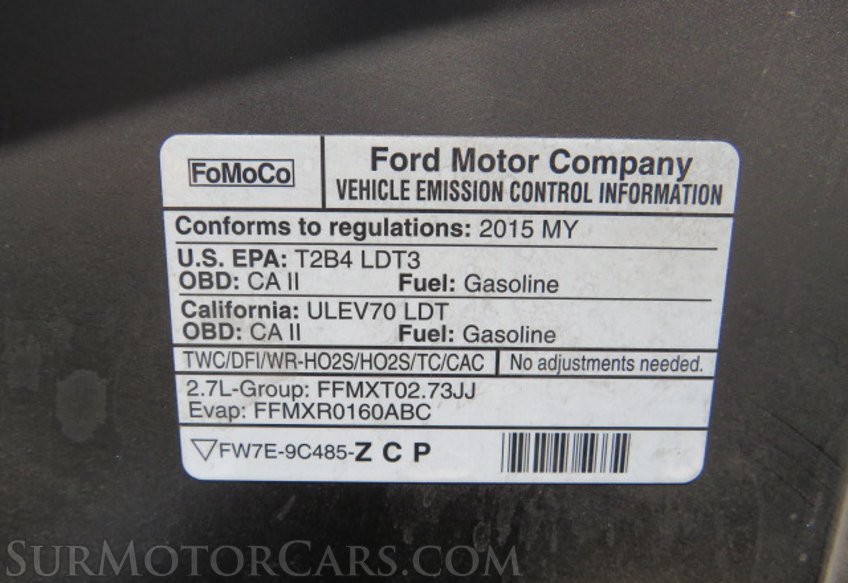 FoMoCo
Ford Motor Company
VEHICLE EMISSION CONTROL INFORMATION
Conforms to regulations: 2015 MY
U.S. EPA: T2B4 LDT3
OBD: CA II Fuel: Gasoline
California: ULEV70 LDT
OBD: CA II Fuel: Gasoline
TWC/DFI/WR-HO2S/HO2S/TC/CAC No adjustments needed.
2.7L-Group: FFMXT02.73JJ
Evap: FFMXR0160ABC
FW7E-9C485-Z C P
SURMOTORCARS.COM